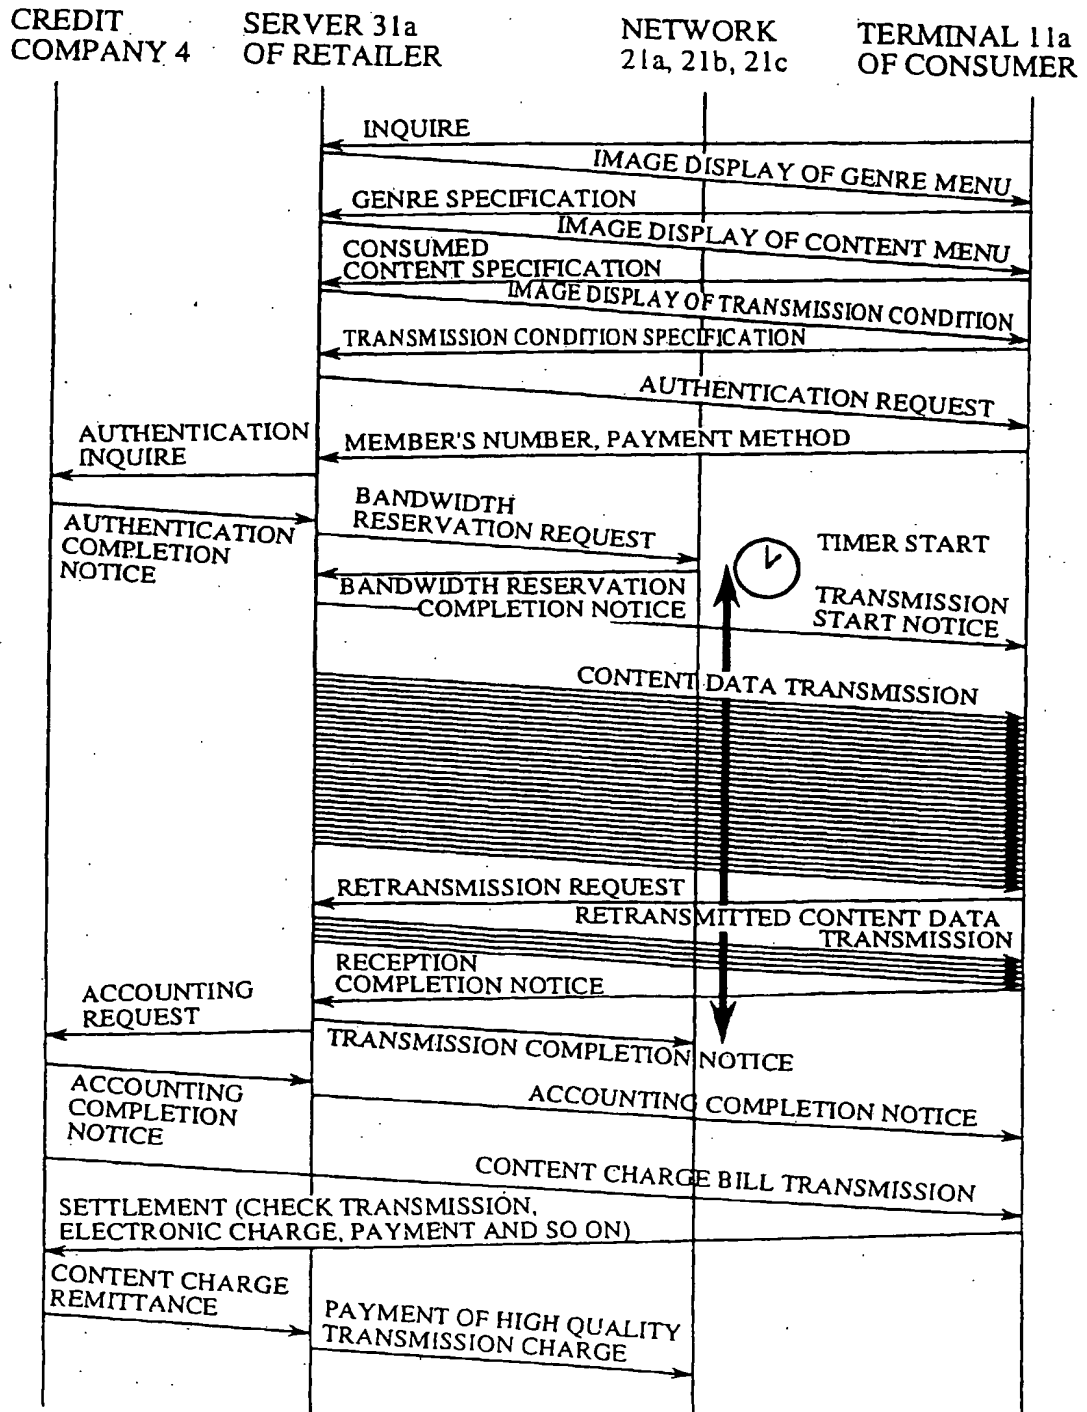 CREDIT
COMPANY 4
SERVER 31a
OF RETAILER
NETWORK
21a, 21b, 21c
TERMINAL 11a
OF CONSUMER
INQUIRE
IMAGE DISPLAY OF GENRE MENU
GENRE SPECIFICATION
IMAGE DISPLAY OF CONTENT MENU
CONSUMED
CONTENT SPECIFICATION
IMAGE DISPLAY OF TRANSMISSION CONDITION
TRANSMISSION CONDITION SPECIFICATION
AUTHENTICATION REQUEST
MEMBER'S NUMBER, PAYMENT METHOD
AUTHENTICATION
INQUIRE
AUTHENTICATION
COMPLETION
NOTICE
BANDWIDTH
RESERVATION REQUEST
TIMER START
BANDWIDTH RESERVATION
COMPLETION NOTICE
TRANSMISSION
START NOTICE
CONTENT DATA TRANSMISSION
RETRANSMISSION REQUEST
RETRANSMITTED CONTENT DATA
TRANSMISSION
RECEPTION
COMPLETION NOTICE
ACCOUNTING
REQUEST
TRANSMISSION COMPLETION NOTICE
ACCOUNTING
COMPLETION
NOTICE
ACCOUNTING COMPLETION NOTICE
CONTENT CHARGE BILL TRANSMISSION
SETTLEMENT (CHECK TRANSMISSION,
ELECTRONIC CHARGE, PAYMENT AND SO ON)
CONTENT CHARGE
REMITTANCE
PAYMENT OF HIGH QUALITY
TRANSMISSION CHARGE